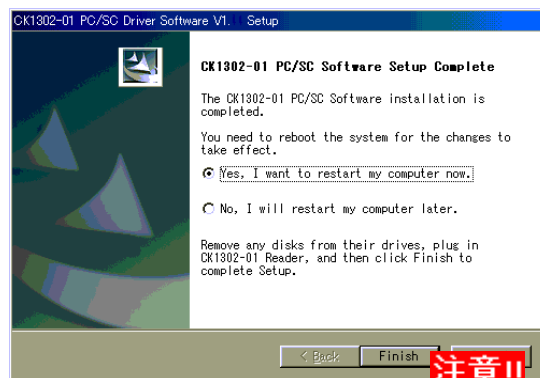 CK1302-01 PC/SC Driver Software V1. Setup
CK1302-01 PC/SC Software Setup Complete
The CK1302-01 PC/SC Software installation is
completed.
You need to reboot the system for the changes to
take effect.
Yes, I want to restart my computer now.
No, I will restart my computer later.
Remove any disks from their drives, plug in
CK1302-01 Reader, and then click Finish to
complete Setup.
< Back
Finish
注意!!